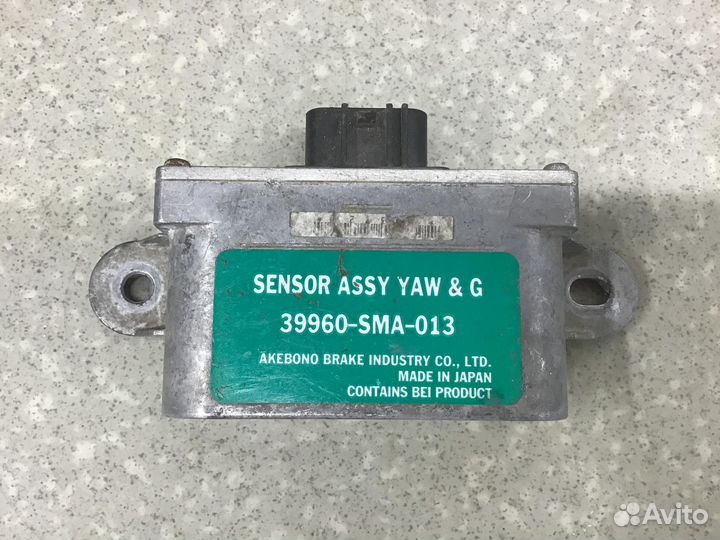 SENSOR ASSY YAW & G
39960-SMA-013
AKEBONO BRAKE INDUSTRY CO., LTD.
MADE IN JAPAN
CONTAINS BEI PRODUCT
Avito